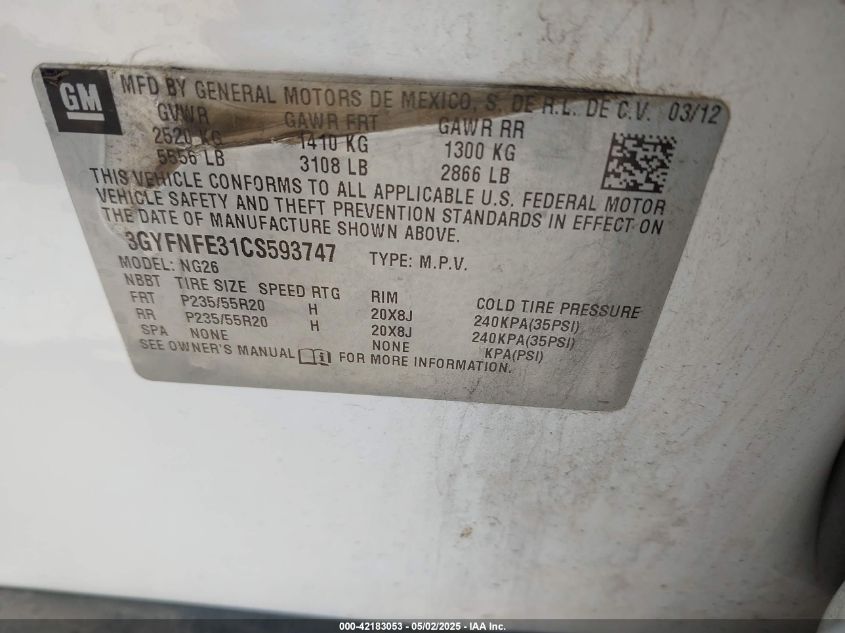 GM MFD BY GENERAL MOTORS DE MEXICO, S. DE R.L. DE C.V. 03/12
GVWR GAWR FRT GAWR RR
2520 KG 1410 KG 1300 KG
5556 LB 3108 LB 2866 LB
THIS VEHICLE CONFORMS TO ALL APPLICABLE U.S. FEDERAL MOTOR
VEHICLE SAFETY AND THEFT PREVENTION STANDARDS IN EFFECT ON
THE DATE OF MANUFACTURE SHOWN ABOVE.
3GYFNFE31CS593747 TYPE: M.P.V.
MODEL: NG26
NBBT TIRE SIZE SPEED RTG RIM COLD TIRE PRESSURE
FRT P235/55R20 H 20X8J 240KPA(35PSI)
RR P235/55R20 H 20X8J 240KPA(35PSI)
SPA NONE NONE KPA(PSI)
SEE OWNER'S MANUAL FOR MORE INFORMATION.
000-42183053 - 05/02/2025 - IAA Inc.